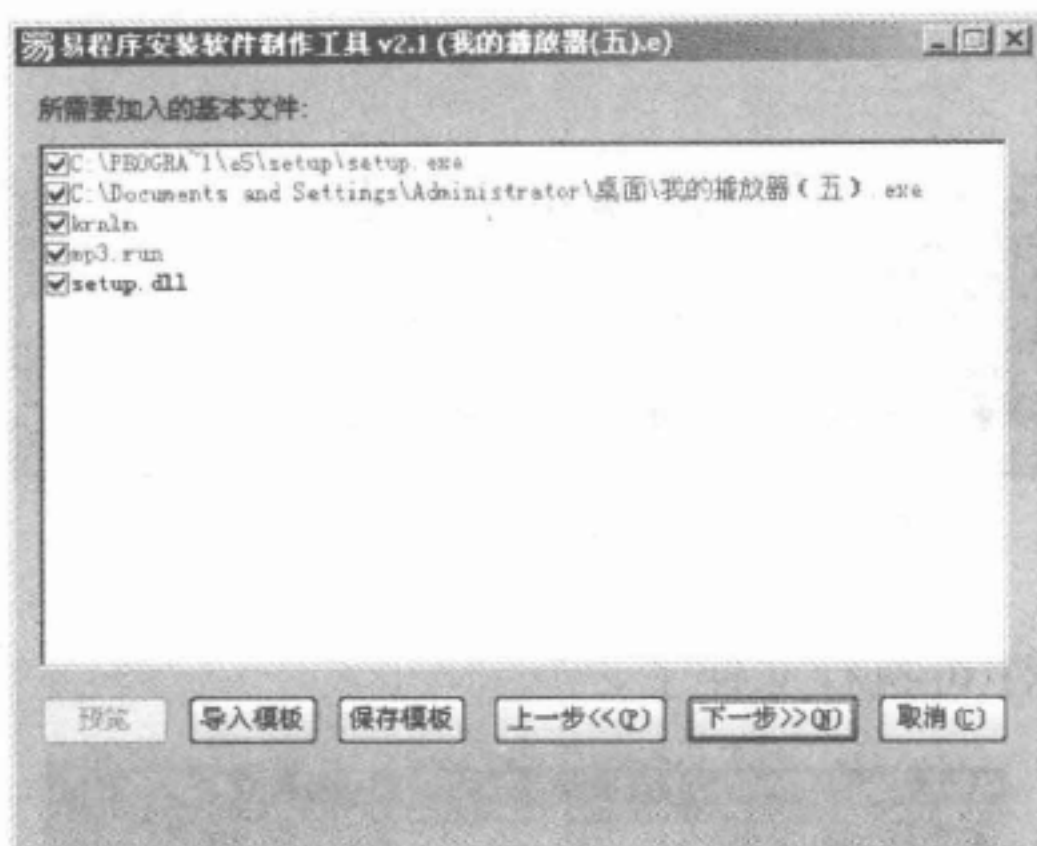 易程序安装软件制作工具 v2.1 (我的播放器(五).e)
所需要加入的基本文件:
C:\PROGRA~1\e5\setup\setup.exe
C:\Documents and Settings\Administrator\桌面\我的播放器（五）.exe
krnln
mp3.run
setup.dll
预览 导入模板 保存模板 上一步<<(P) 下一步>>(N) 取消(C)